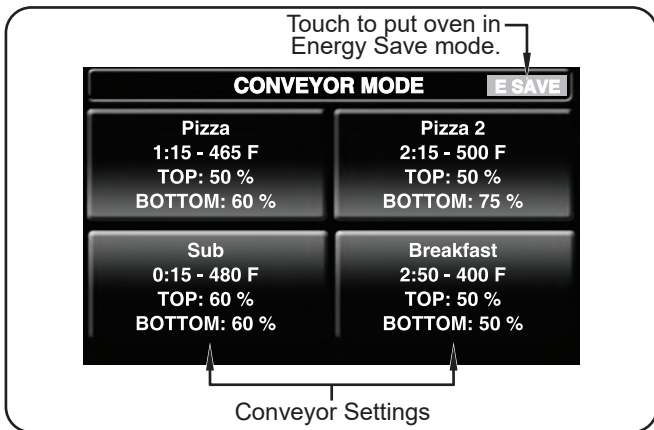 Touch to put oven in
Energy Save mode.
CONVEYOR MODE
E SAVE
Pizza
1:15 - 465 F
TOP: 50 %
BOTTOM: 60 %
Pizza 2
2:15 - 500 F
TOP: 50 %
BOTTOM: 75 %
Sub
0:15 - 480 F
TOP: 60 %
BOTTOM: 60 %
Breakfast
2:50 - 400 F
TOP: 50 %
BOTTOM: 50 %
Conveyor Settings